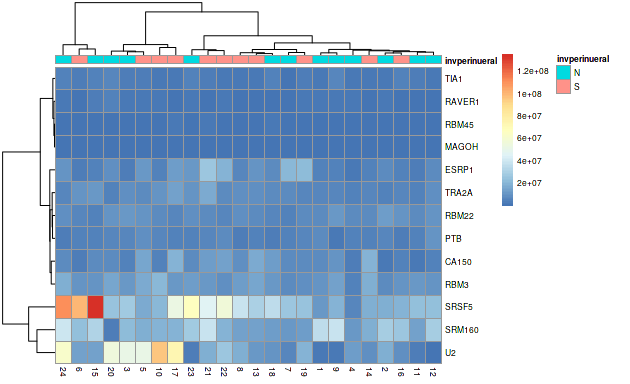 invperinueral
TIA1
RAVER1
RBM45
MAGOH
ESRP1
TRA2A
RBM22
PTB
CA150
RBM3
SRSF5
SRM160
U2
24 6 15 20 3 5 10 17 23 21 22 8 13 18 7 19 1 9 4 14 2 16 11 12
1.2e+08
1e+08
8e+07
6e+07
4e+07
2e+07
invperinueral
N
S